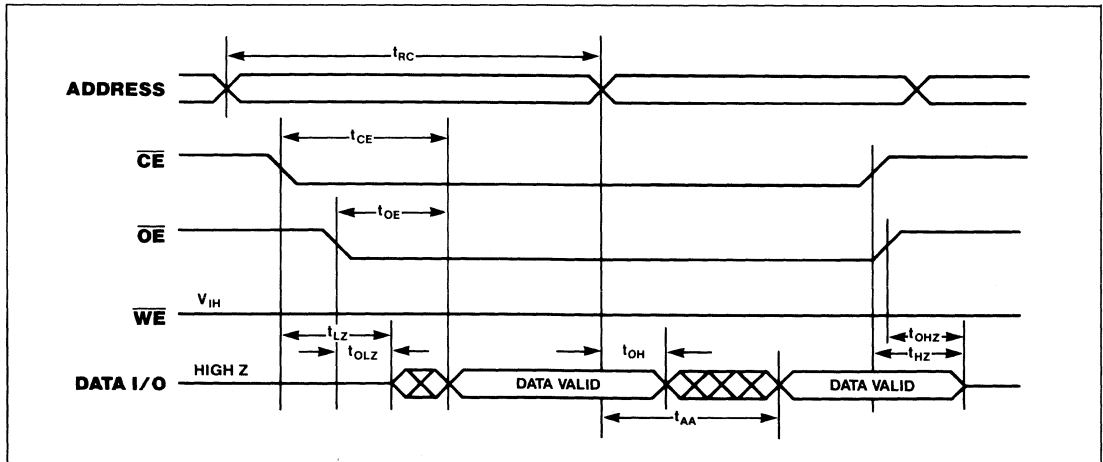 tRC
ADDRESS
tCE
CE
tOE
OE
VIH
WE
tLZ
tOHZ
tOLZ
tOH
tHZ
DATA I/O
HIGH Z
DATA VALID
DATA VALID
tAA